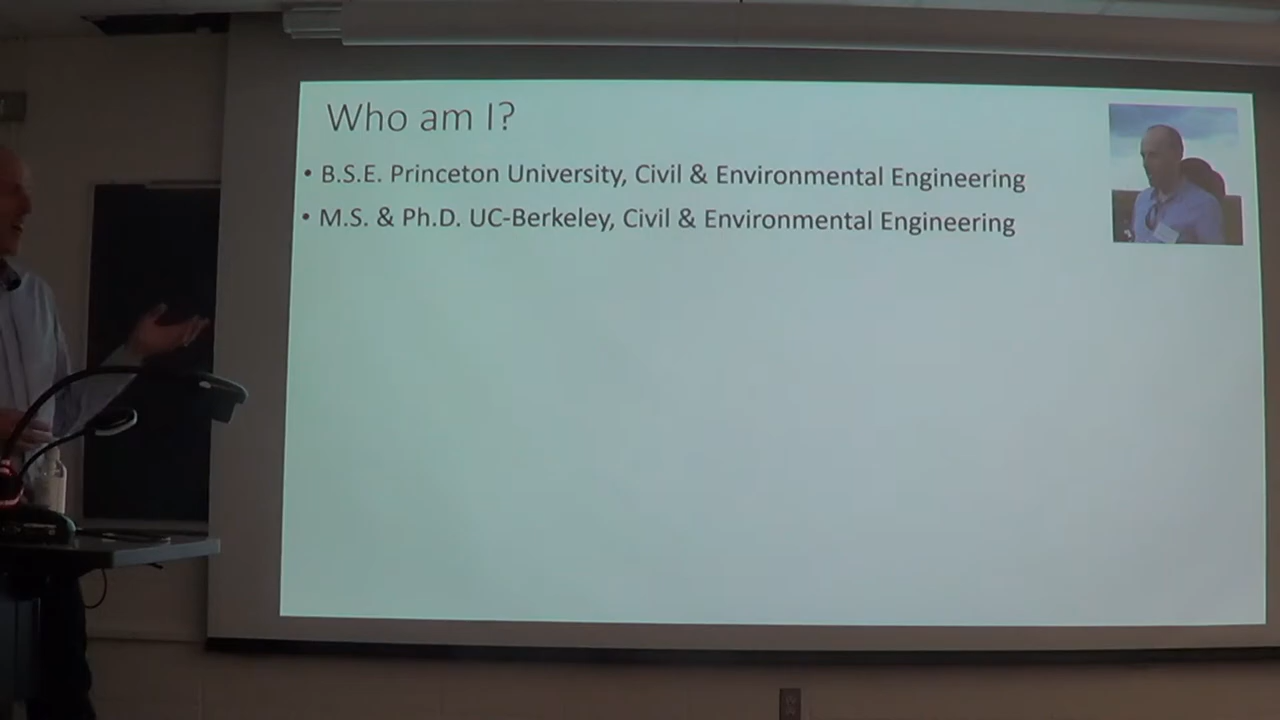 Who am I?
• B.S.E. Princeton University, Civil & Environmental Engineering
• M.S. & Ph.D. UC-Berkeley, Civil & Environmental Engineering